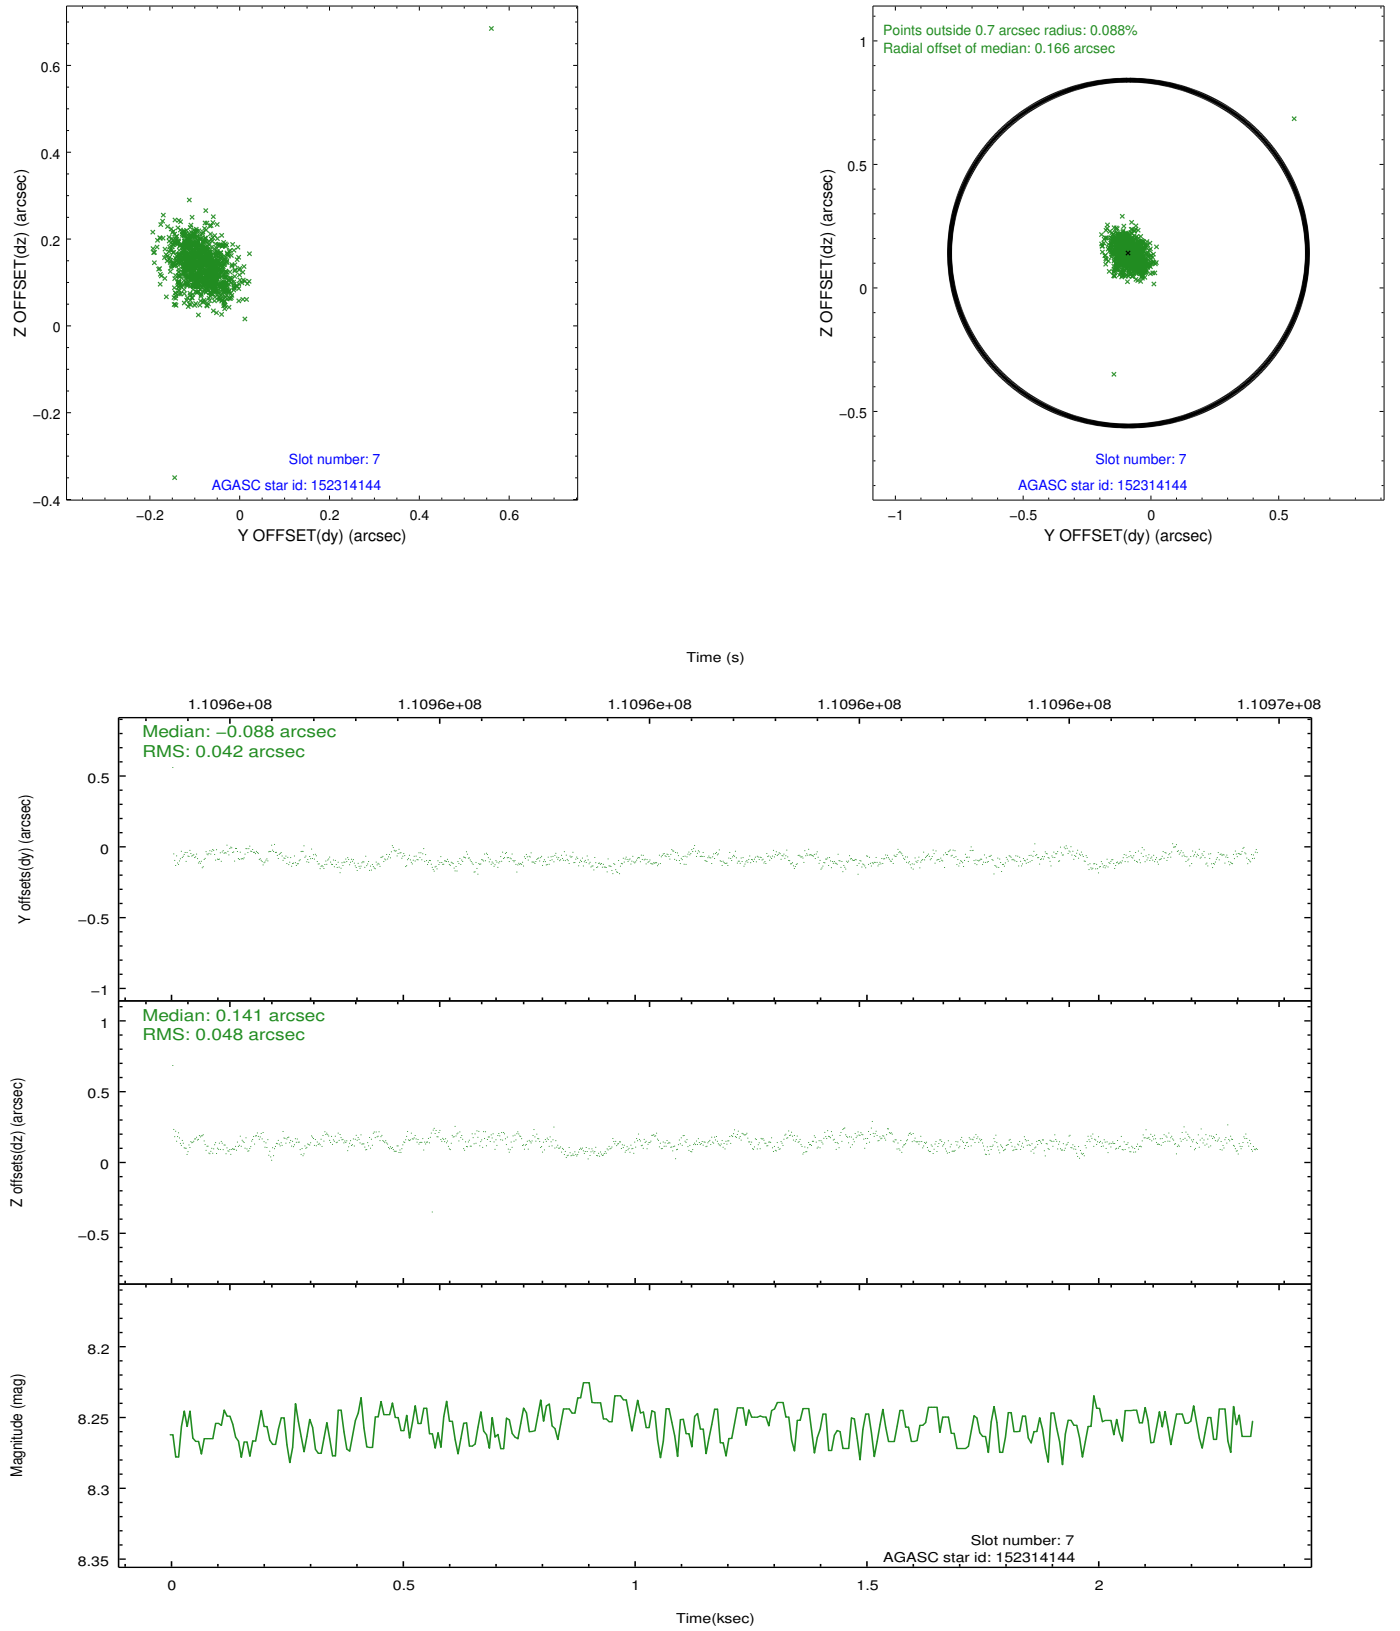 0.6
0.4
0.2
0
−0.2
−0.4
Z OFFSET(dz) (arcsec)
Slot number: 7
AGASC star id: 152314144
−0.2
0
0.2
0.4
0.6
Y OFFSET(dy) (arcsec)
Points outside 0.7 arcsec radius: 0.088%
Radial offset of median: 0.166 arcsec
1
0.5
0
−0.5
Z OFFSET(dz) (arcsec)
Slot number: 7
AGASC star id: 152314144
−1
−0.5
0
0.5
Y OFFSET(dy) (arcsec)
Time (s)
1.1096e+08
1.1096e+08
1.1096e+08
1.1096e+08
1.1096e+08
1.1097e+08
Median: −0.088 arcsec
RMS: 0.042 arcsec
0.5
0
−0.5
−1
Y offsets(dy) (arcsec)
Median: 0.141 arcsec
RMS: 0.048 arcsec
1
0.5
0
−0.5
Z offsets(dz) (arcsec)
8.2
8.25
8.3
8.35
Magnitude (mag)
Slot number: 7
AGASC star id: 152314144
0
0.5
1
1.5
2
Time(ksec)